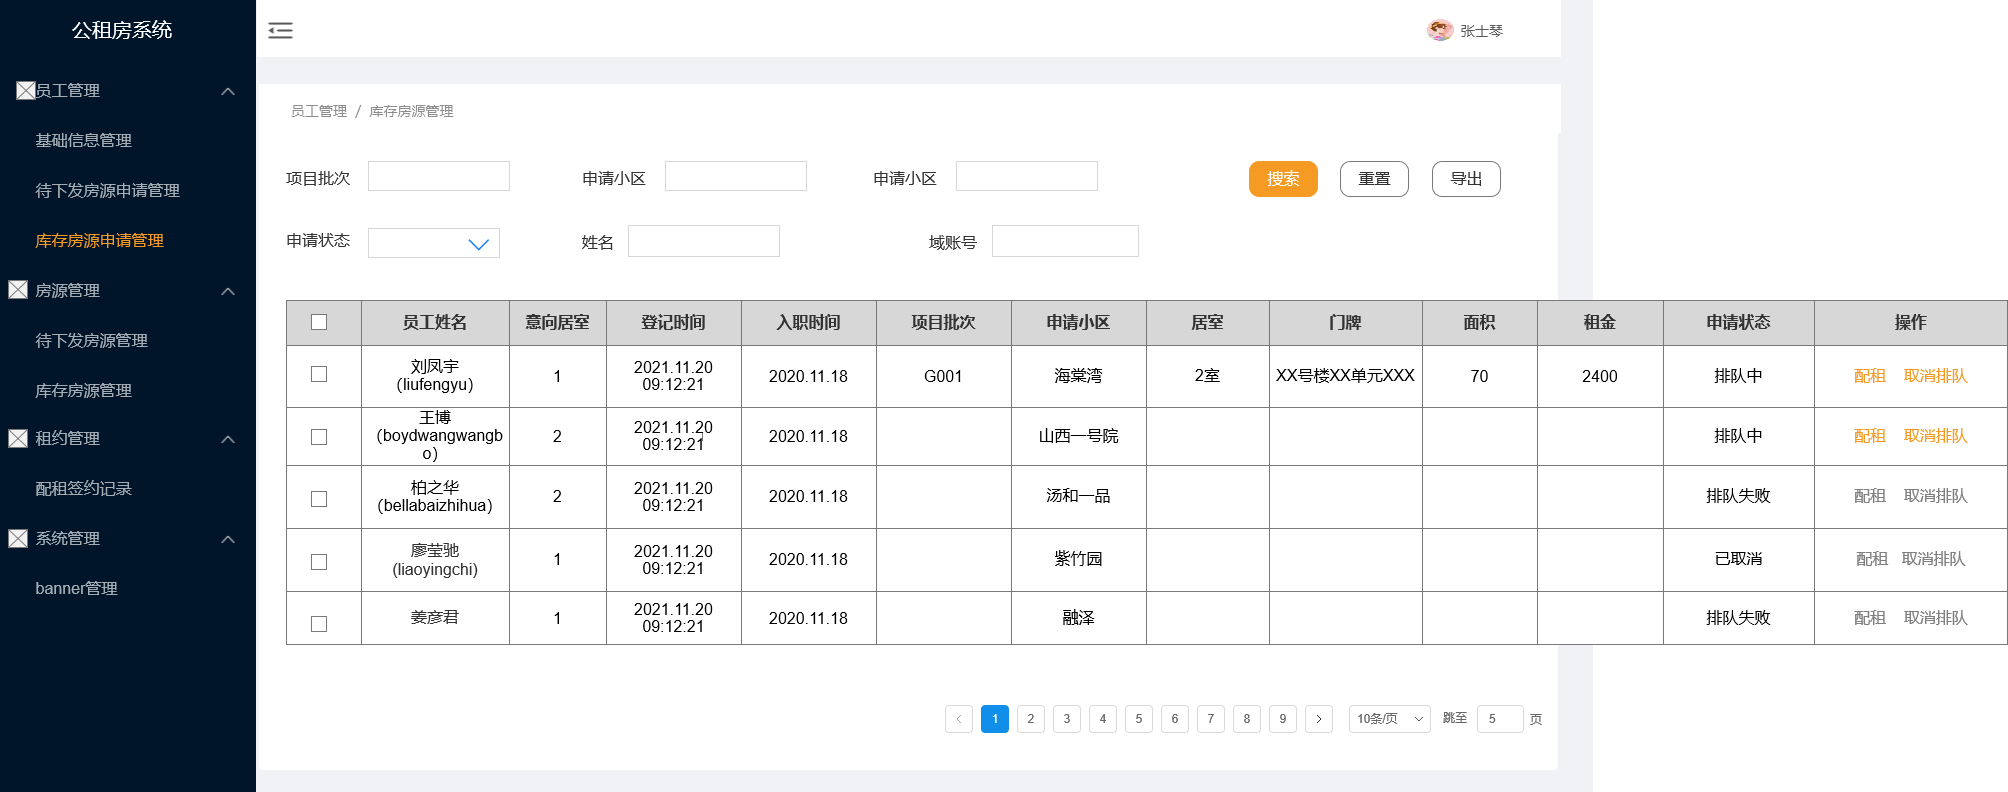 公租房系统
张士琴
员工管理
基础信息管理
待下发房源申请管理
库存房源申请管理
房源管理
待下发房源管理
库存房源管理
租约管理
配租签约记录
系统管理
banner管理
员工管理 / 库存房源管理
项目批次 申请小区 申请小区 搜索 重置 导出
申请状态 姓名 域账号
员工姓名 意向居室 登记时间 入职时间 项目批次 申请小区 居室 门牌 面积 租金 申请状态 操作
刘凤宇
（liufengyu） 1 2021.11.20
09:12:21 2020.11.18 G001 海棠湾 2室 XX号楼XX单元XXX 70 2400 排队中 配租 取消排队
王博
（boydwangwangb
o） 2 2021.11.20
09:12:21 2020.11.18 山西一号院 排队中 配租 取消排队
柏之华
（bellabaizhihua） 2 2021.11.20
09:12:21 2020.11.18 汤和一品 排队失败 配租 取消排队
廖莹驰
(liaoyingchi) 1 2021.11.20
09:12:21 2020.11.18 紫竹园 已取消 配租 取消排队
姜彦君 1 2021.11.20
09:12:21 2020.11.18 融泽 排队失败 配租 取消排队
1 2 3 4 5 6 7 8 9 10条/页 跳至 5 页